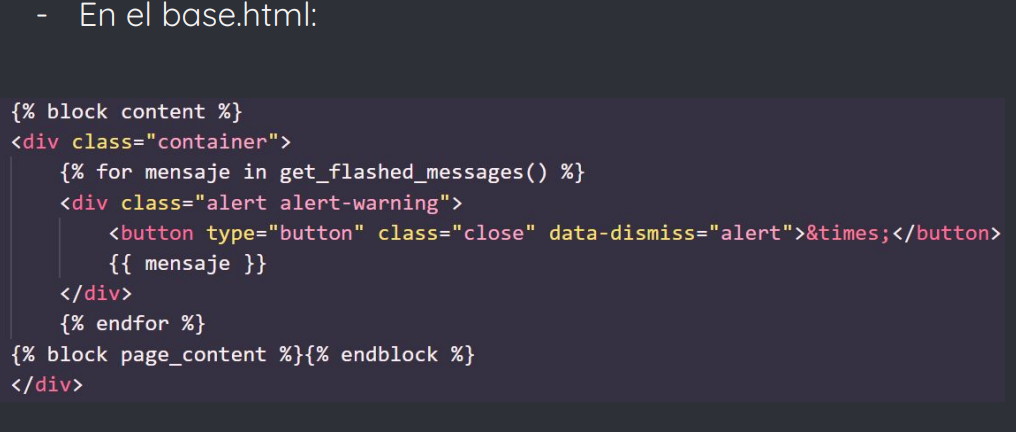 - En el base.html:
{% block content %}
<div class="container">
    {% for mensaje in get_flashed_messages() %}
    <div class="alert alert-warning">
        <button type="button" class="close" data-dismiss="alert">&times;</button>
        {{ mensaje }}
    </div>
    {% endfor %}
{% block page_content %}{% endblock %}
</div>